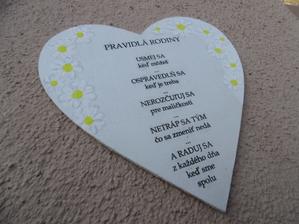 PRAVIDLÁ RODINY
USMEJ SA
keď vstávaš
...
OSPRAVEDLŇ SA
keď je treba
...
NEROZČUĽUJ SA
pre maličkosti
...
NETRÁP SA TÝM
čo sa zmeniť nedá
...
A RADUJ SA
z každého dňa
keď sme
spolu